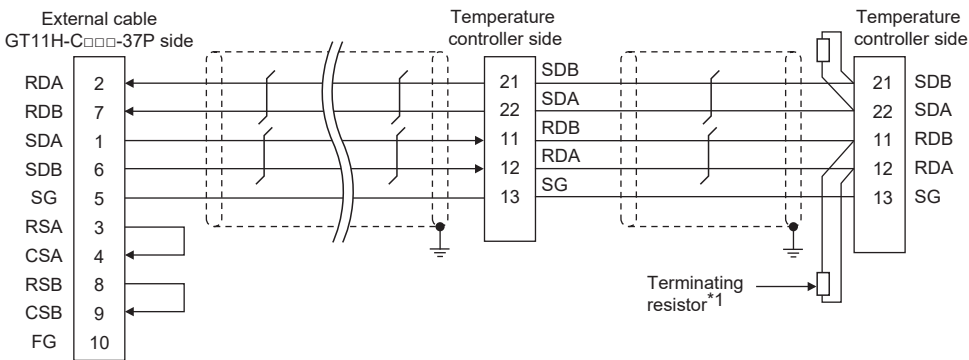 External cable
GT11H-C□□□-37P side
Temperature
controller side
Temperature
controller side
RDA 2
RDB 7
SDA 1
SDB 6
SG 5
RSA 3
CSA 4
RSB 8
CSB 9
FG 10
21 SDB
22 SDA
11 RDB
12 RDA
13 SG
21 SDB
22 SDA
11 RDB
12 RDA
13 SG
Terminating
resistor*1